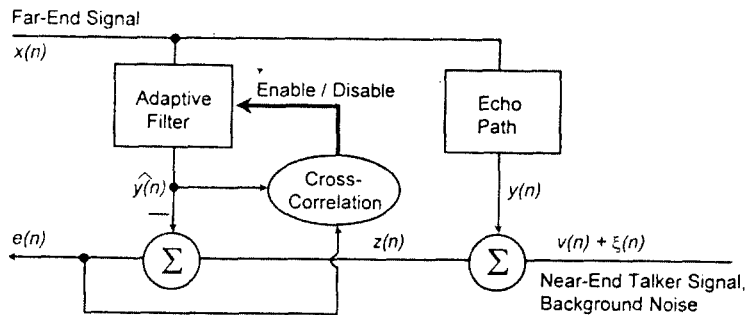 Far-End Signal
x(n)
Enable / Disable
Adaptive
Filter
Echo
Path
Cross-
Correlation
ŷ(n)
y(n)
−
e(n)
Σ
z(n)
Σ
v(n) + ξ(n)
Near-End Talker Signal,
Background Noise